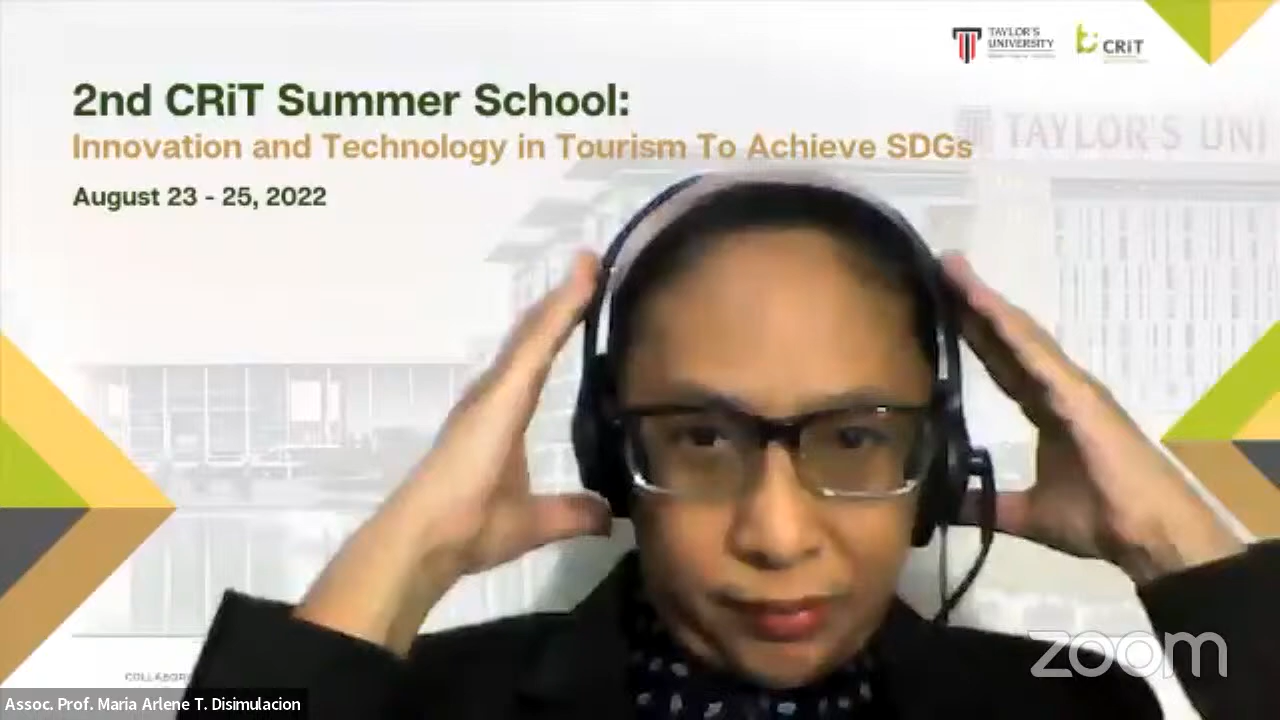 TAYLOR'S
UNIVERSITY
CRiT
2nd CRiT Summer School:
Innovation and Technology in Tourism To Achieve SDGs
August 23 - 25, 2022
TAYLOR'S UNI
zoom
Assoc. Prof. Maria Arlene T. Disimulacion